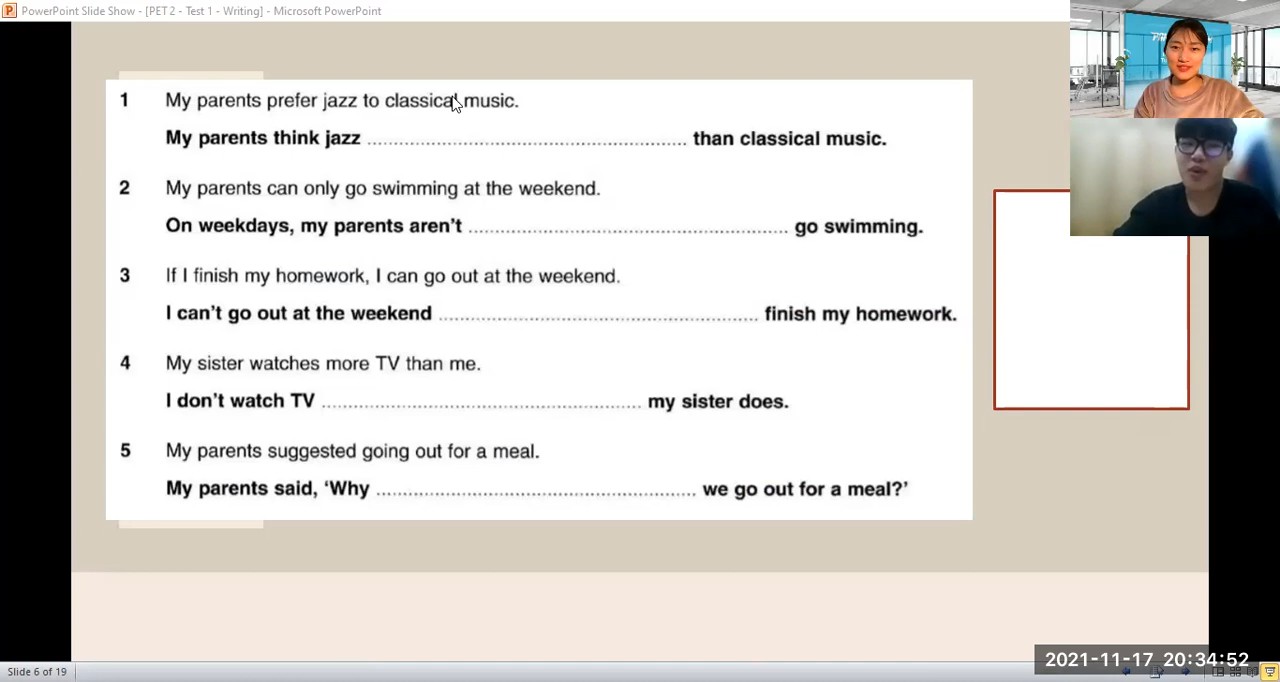 PowerPoint Slide Show - [PET 2 - Test 1 - Writing] - Microsoft PowerPoint
1 My parents prefer jazz to classical music.
My parents think jazz ........................................ than classical music.
2 My parents can only go swimming at the weekend.
On weekdays, my parents aren't ........................................ go swimming.
3 If I finish my homework, I can go out at the weekend.
I can't go out at the weekend ........................................ finish my homework.
4 My sister watches more TV than me.
I don't watch TV ........................................ my sister does.
5 My parents suggested going out for a meal.
My parents said, 'Why ........................................ we go out for a meal?'
2021-11-17 20:34:52
Slide 6 of 19